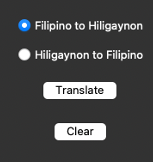 Filipino to Hiligaynon
Hiligaynon to Filipino
Translate
Clear